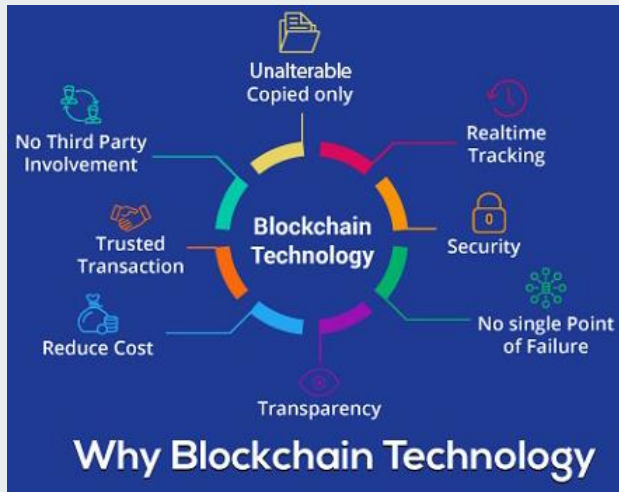 Unalterable
Copied only
Realtime
Tracking
No Third Party
Involvement
Blockchain
Technology
Trusted
Transaction
Security
Reduce Cost
No single Point
of Failure
Transparency
Why Blockchain Technology